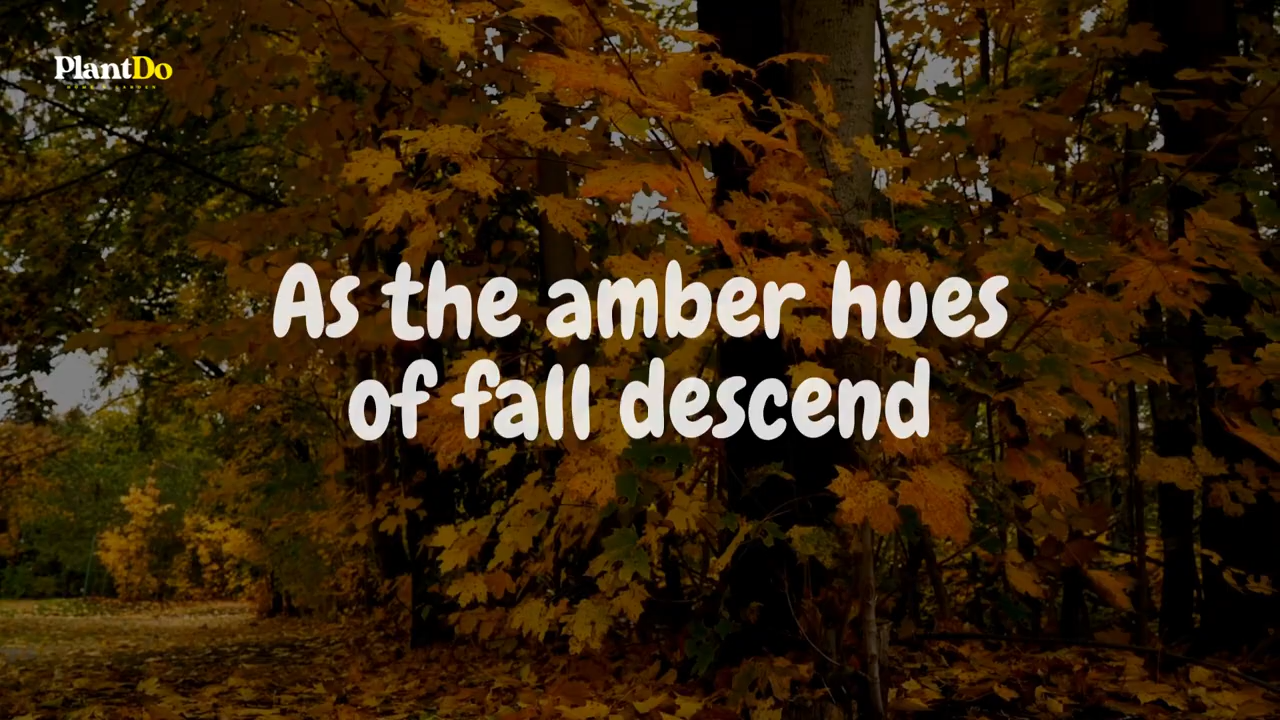 PlantDo
As the amber hues
of fall descend